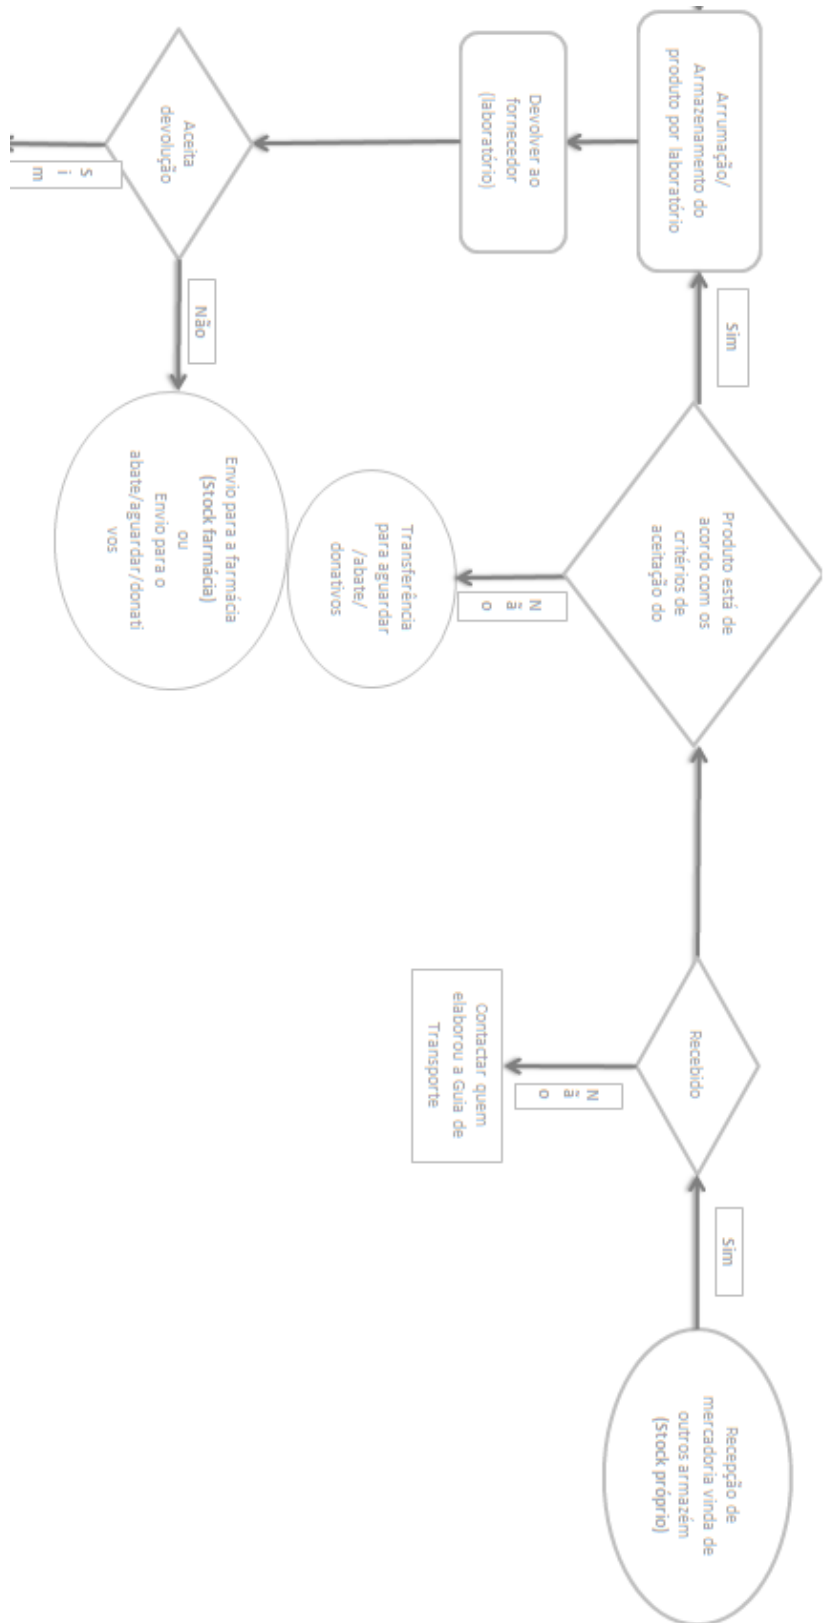 Recepção de
mercadoria vinda de
outros armazém
(Stock próprio)
Sim
Recebido
N
ã
o
Contactar quem
elaborou a Guia de
Transporte
Produto está de
acordo com os
critérios de
aceitação do
N
ã
o
Transferência
para aguardar
/abate/
donativos
Sim
Arrumação/
Armazenamento do
produto por laboratório
Devolver ao
fornecedor
(laboratório)
Aceita
devolução
S
i
m
Não
Envio para a farmácia
(Stock farmácia)
ou
Envio para o
abate/aguardar/donati
vos